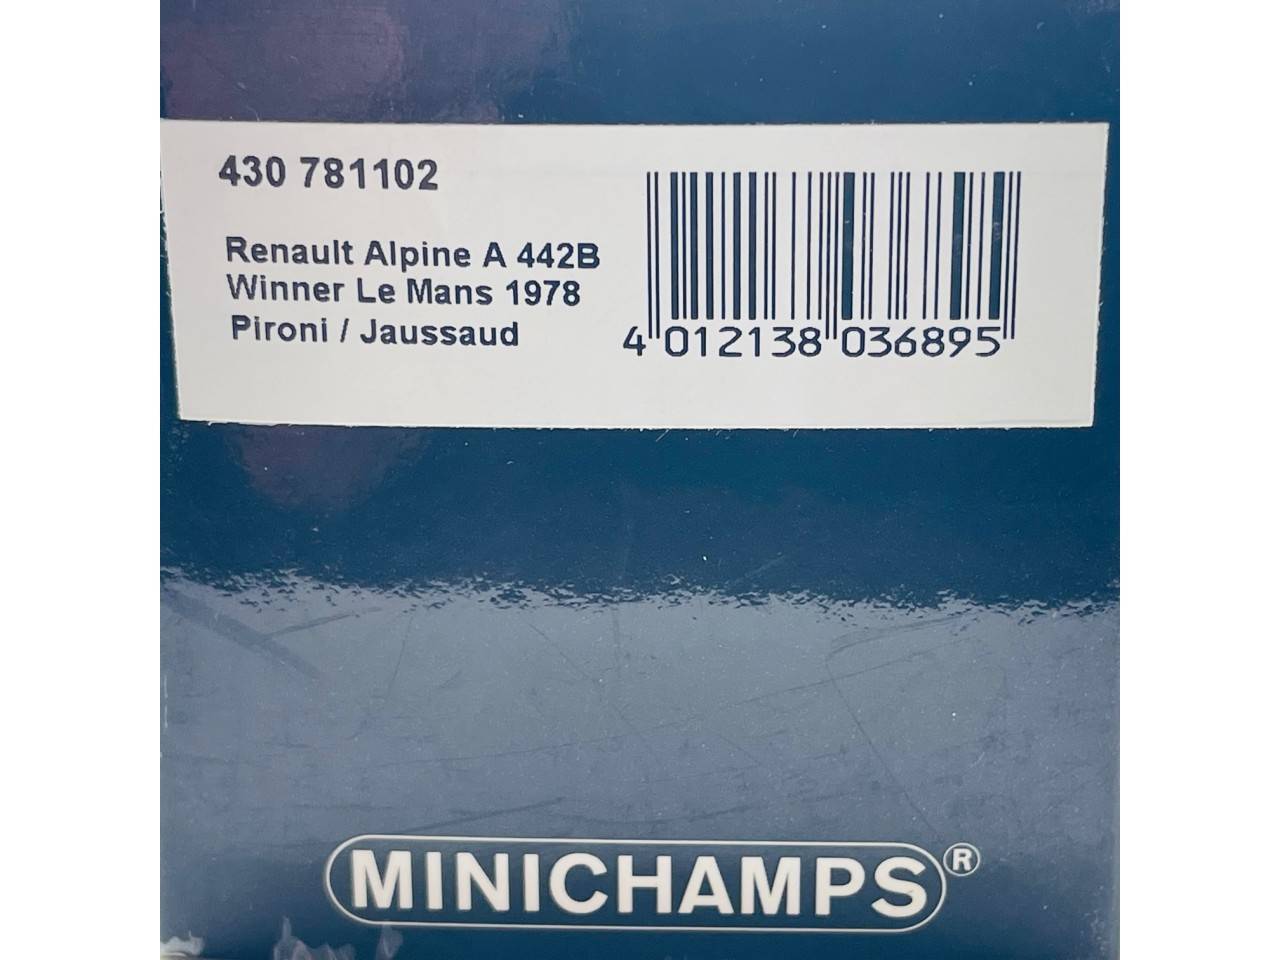 430 781102
Renault Alpine A 442B
Winner Le Mans 1978
Pironi / Jaussaud
4 012138 036895
MINICHAMPS®